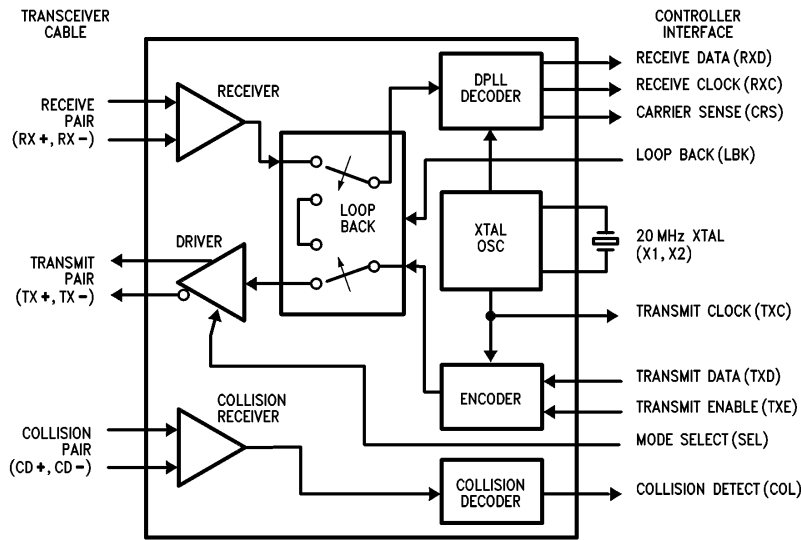 TRANSCEIVER
CABLE
CONTROLLER
INTERFACE
RECEIVER
DPLL
DECODER
RECEIVE DATA (RXD)
RECEIVE CLOCK (RXC)
CARRIER SENSE (CRS)
RECEIVE
PAIR
(RX+, RX-)
LOOP BACK (LBK)
LOOP
BACK
XTAL
OSC
20 MHz XTAL
(X1, X2)
DRIVER
TRANSMIT
PAIR
(TX+, TX-)
TRANSMIT CLOCK (TXC)
ENCODER
TRANSMIT DATA (TXD)
TRANSMIT ENABLE (TXE)
MODE SELECT (SEL)
COLLISION
RECEIVER
COLLISION
PAIR
(CD+, CD-)
COLLISION
DECODER
COLLISION DETECT (COL)